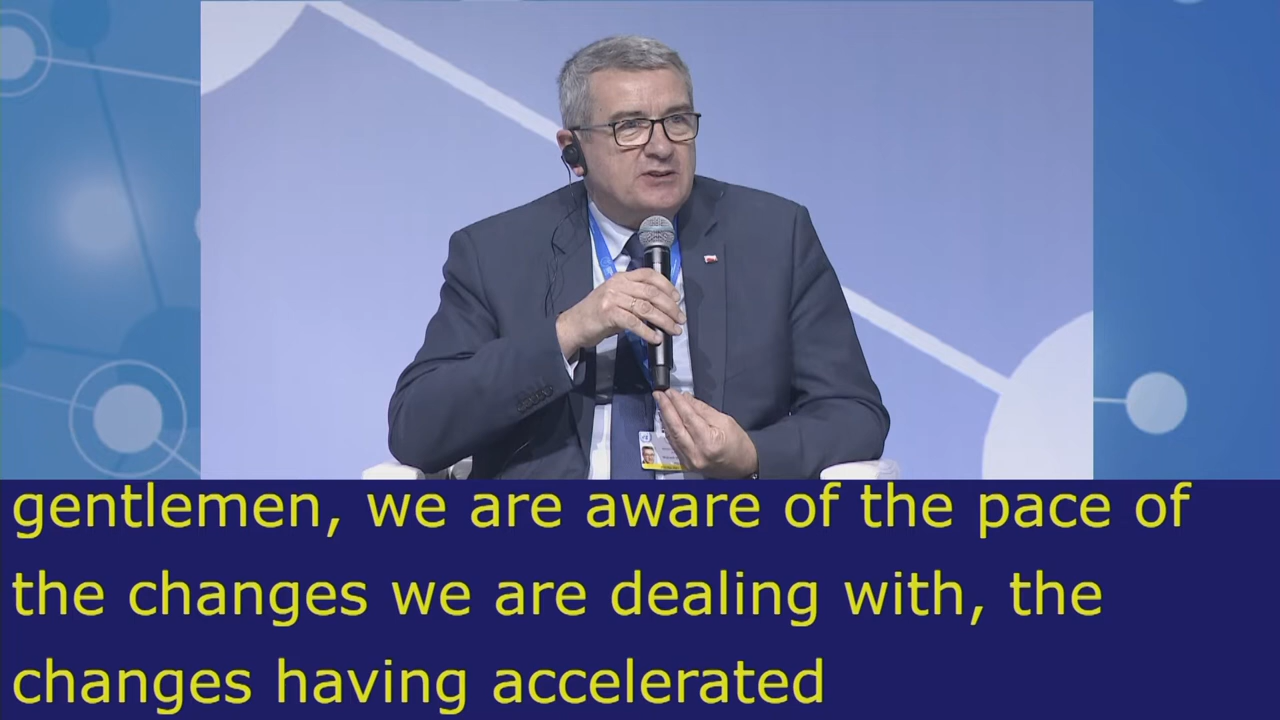 gentlemen, we are aware of the pace of
the changes we are dealing with, the
changes having accelerated